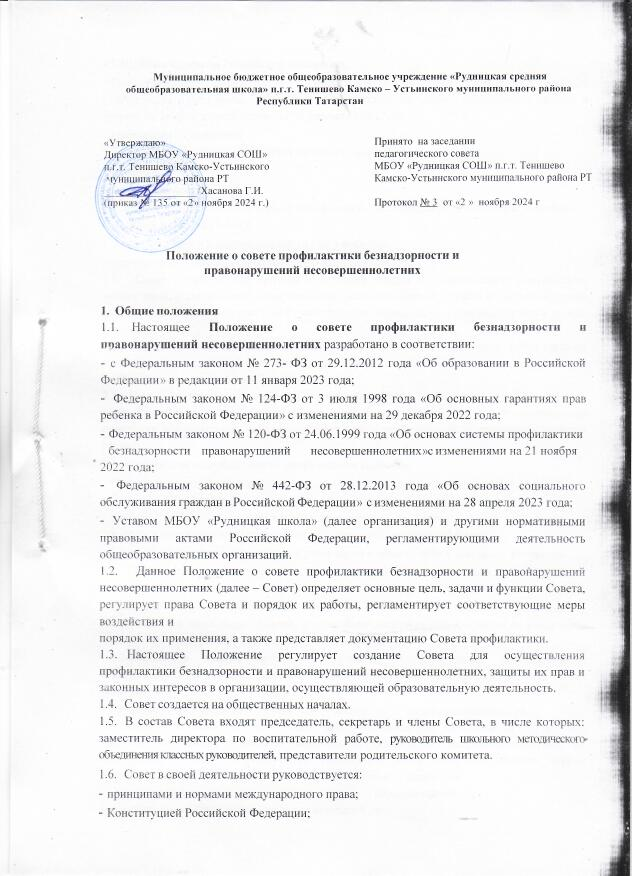 Муниципальное бюджетное общеобразовательное учреждение «Рудницкая средняя
общеобразовательная школа» п.г.т. Тенишево Камско – Устьинского муниципального района
Республики Татарстан
«Утверждаю»
Директор МБОУ «Рудницкая СОШ»
п.г.т. Тенишево Камско-Устьинского
муниципального района РТ
Хасанова Г.И.
(приказ № 135 от «2» ноября 2024 г.)
Принято на заседании
педагогического совета
МБОУ «Рудницкая СОШ» п.г.т. Тенишево
Камско-Устьинского муниципального района РТ
Протокол № 3 от «2 » ноября 2024 г
Положение о совете профилактики безнадзорности и
правонарушений несовершеннолетних
1. Общие положения
1.1. Настоящее Положение о совете профилактики безнадзорности и
правонарушений несовершеннолетних разработано в соответствии:
- с Федеральным законом № 273- ФЗ от 29.12.2012 года «Об образовании в Российской
Федерации» в редакции от 11 января 2023 года;
- Федеральным законом № 124-ФЗ от 3 июля 1998 года «Об основных гарантиях прав
ребенка в Российской Федерации» с изменениями на 29 декабря 2022 года;
- Федеральным законом № 120-ФЗ от 24.06.1999 года «Об основах системы профилактики
безнадзорности правонарушений несовершеннолетних»с изменениями на 21 ноября
2022 года;
- Федеральным законом № 442-ФЗ от 28.12.2013 года «Об основах социального
обслуживания граждан в Российской Федерации» с изменениями на 28 апреля 2023 года;
- Уставом МБОУ «Рудницкая школа» (далее организация) и другими нормативными
правовыми актами Российской Федерации, регламентирующими деятельность
общеобразовательных организаций.
1.2. Данное Положение о совете профилактики безнадзорности и правонарушений
несовершеннолетних (далее – Совет) определяет основные цель, задачи и функции Совета,
регулирует права Совета и порядок их работы, регламентирует соответствующие меры
воздействия и
порядок их применения, а также представляет документацию Совета профилактики.
1.3. Настоящее Положение регулирует создание Совета для осуществления
профилактики безнадзорности и правонарушений несовершеннолетних, защиты их прав и
законных интересов в организации, осуществляющей образовательную деятельность.
1.4. Совет создается на общественных началах.
1.5. В состав Совета входят председатель, секретарь и члены Совета, в числе которых:
заместитель директора по воспитательной работе, руководитель школьного методического
объединения классных руководителей, представители родительского комитета.
1.6. Совет в своей деятельности руководствуется:
- принципами и нормами международного права;
- Конституцией Российской Федерации;